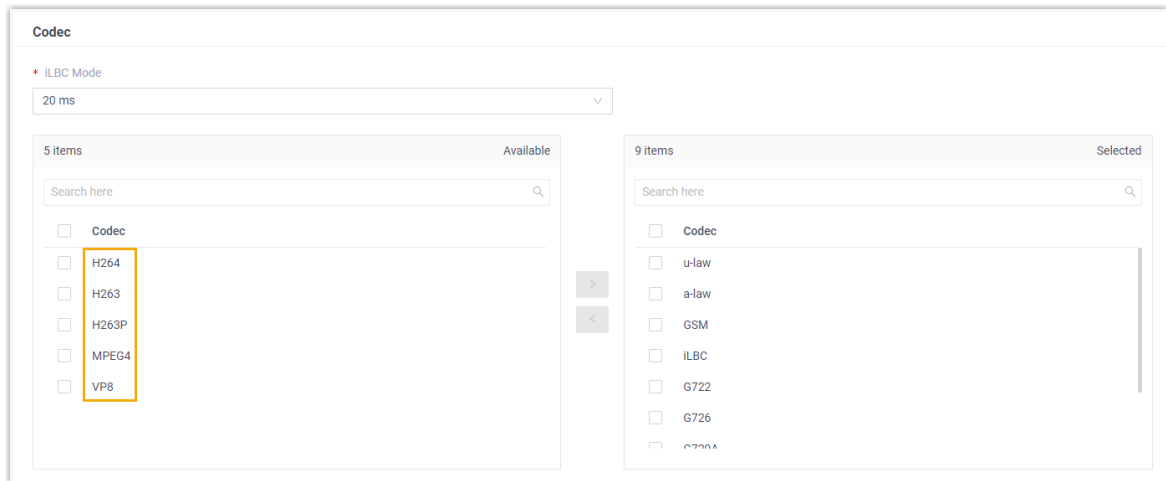 Codec
* iLBC Mode
20 ms
5 items Available
Search here
Codec
H264
H263
H263P
MPEG4
VP8
>
<
9 items Selected
Search here
Codec
u-law
a-law
GSM
iLBC
G722
G726
G729A